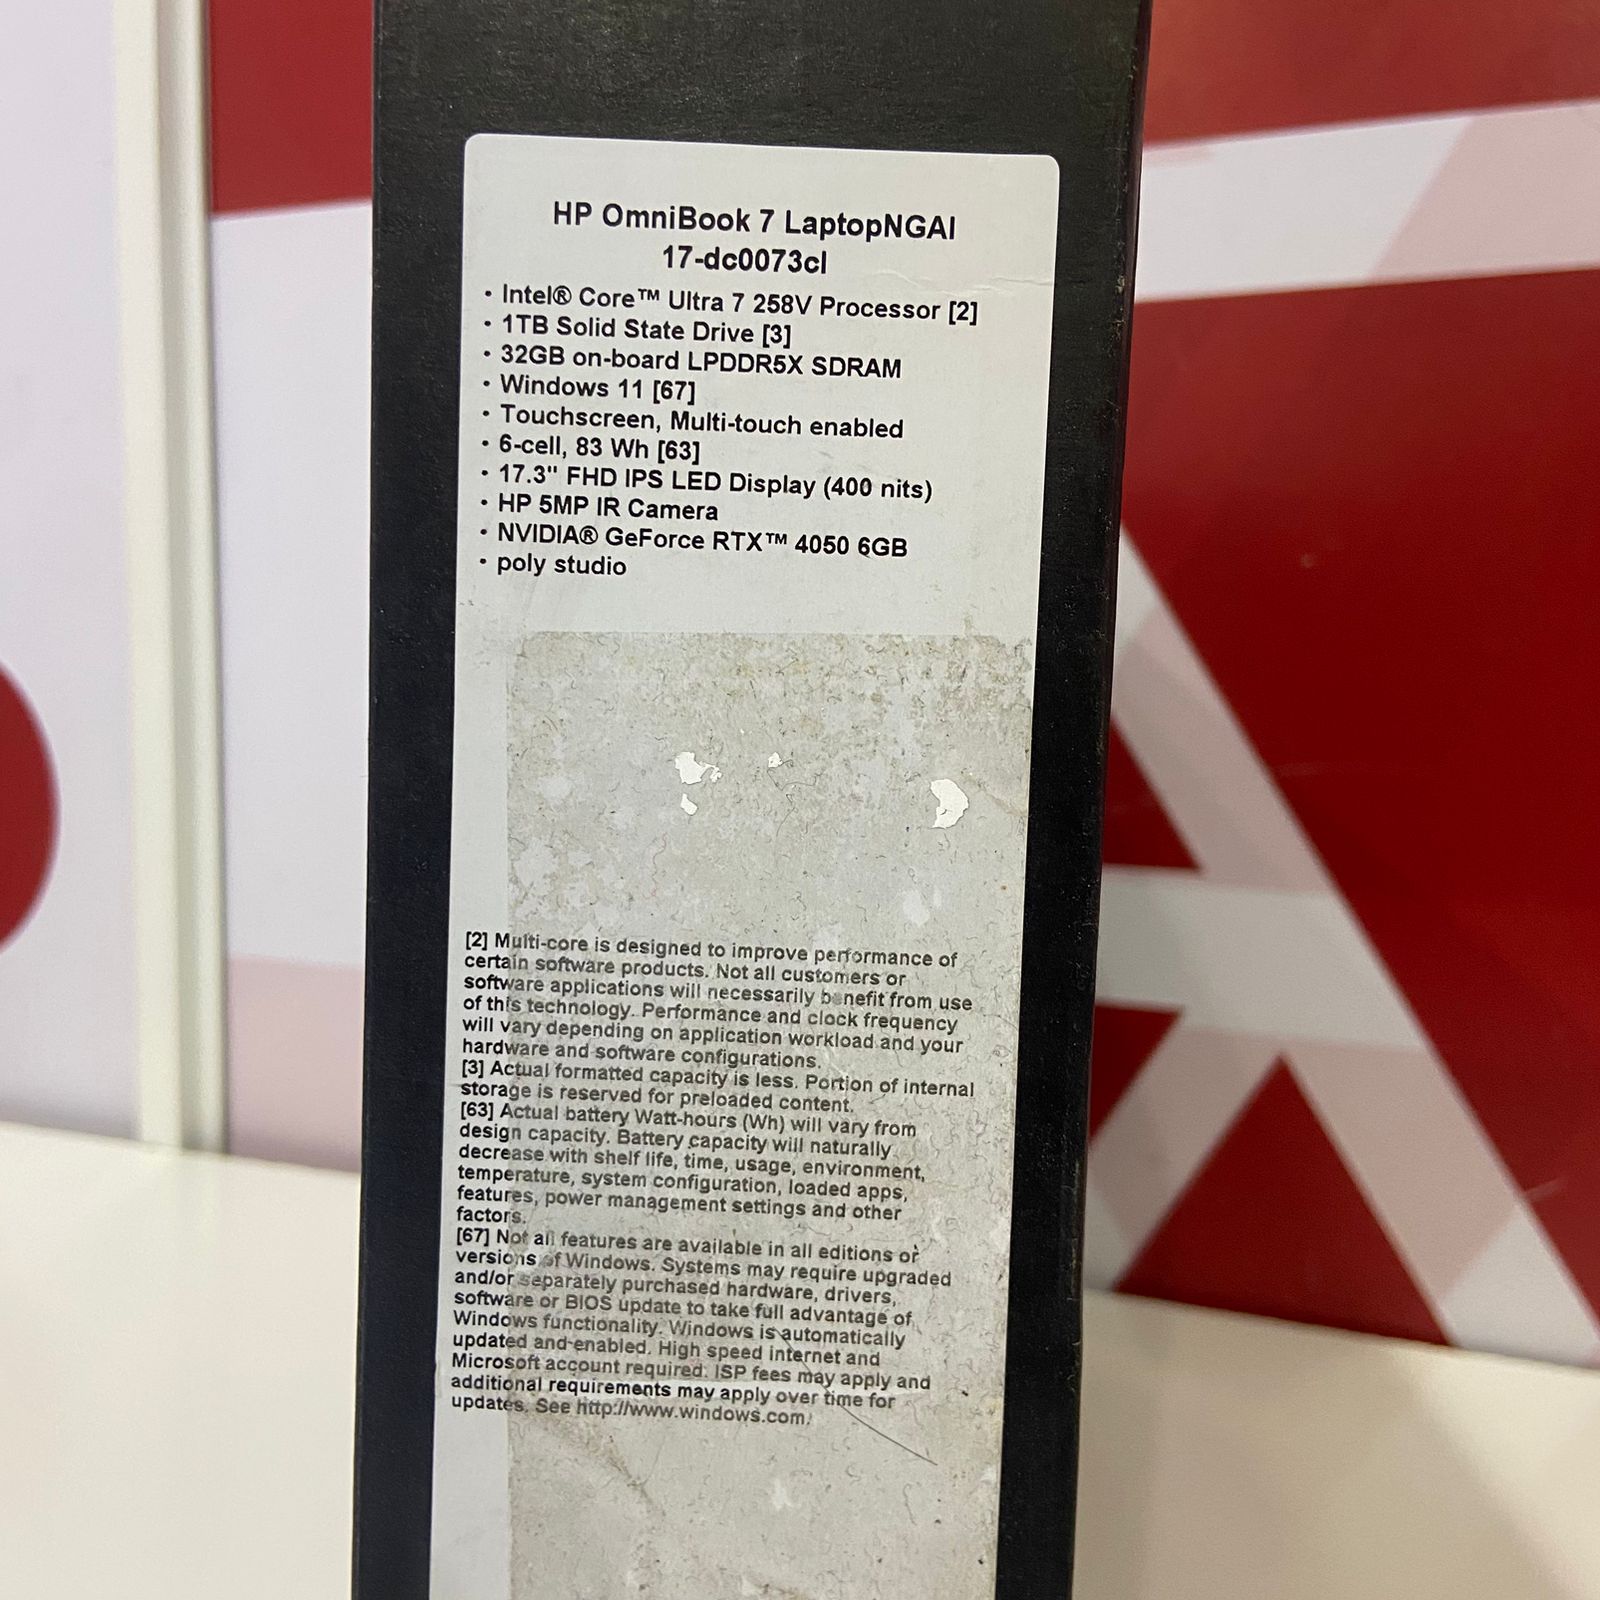 HP OmniBook 7 LaptopNGAI
17-dc0073cl
• Intel® Core™ Ultra 7 258V Processor [2]
• 1TB Solid State Drive [3]
• 32GB on-board LPDDR5X SDRAM
• Windows 11 [67]
• Touchscreen, Multi-touch enabled
• 6-cell, 83 Wh [63]
• 17.3" FHD IPS LED Display (400 nits)
• HP 5MP IR Camera
• NVIDIA® GeForce RTX™ 4050 6GB
• poly studio
[2] Multi-core is designed to improve performance of
certain software products. Not all customers or
software applications will necessarily benefit from use
of this technology. Performance and clock frequency
will vary depending on application workload and your
hardware and software configurations.
[3] Actual formatted capacity is less. Portion of internal
storage is reserved for preloaded content.
[63] Actual battery Watt-hours (Wh) will vary from
design capacity. Battery capacity will naturally
decrease with shelf life, time, usage, environment,
temperature, system configuration, loaded apps,
features, power management settings and other
factors.
[67] Not all features are available in all editions or
versions of Windows. Systems may require upgraded
and/or separately purchased hardware, drivers,
software or BIOS update to take full advantage of
Windows functionality. Windows is automatically
updated and enabled. High speed internet and
Microsoft account required. ISP fees may apply and
additional requirements may apply over time for
updates. See http://www.windows.com.